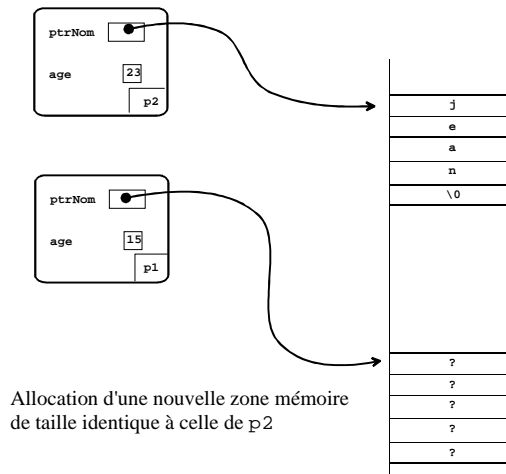 ptrNom
age 23
p2
j
e
a
n
\0
ptrNom
age 15
p1
?
?
?
?
?
Allocation d'une nouvelle zone mémoire
de taille identique à celle de p2